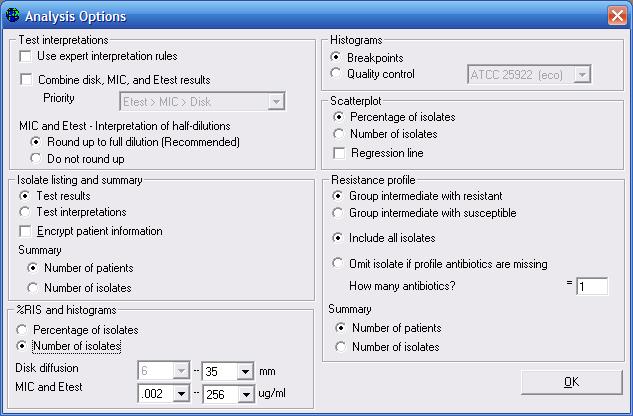 Analysis Options
Test interpretations
Use expert interpretation rules
Combine disk, MIC, and Etest results
Priority
Etest > MIC > Disk
MIC and Etest - Interpretation of half-dilutions
Round up to full dilution (Recommended)
Do not round up
Isolate listing and summary
Test results
Test interpretations
Encrypt patient information
Summary
Number of patients
Number of isolates
%RIS and histograms
Percentage of isolates
Number of isolates
Disk diffusion 6 -- 35 mm
MIC and Etest .002 -- 256 ug/ml
Histograms
Breakpoints
Quality control ATCC 25922 (eco)
Scatterplot
Percentage of isolates
Number of isolates
Regression line
Resistance profile
Group intermediate with resistant
Group intermediate with susceptible
Include all isolates
Omit isolate if profile antibiotics are missing
How many antibiotics? = 1
Summary
Number of patients
Number of isolates
OK